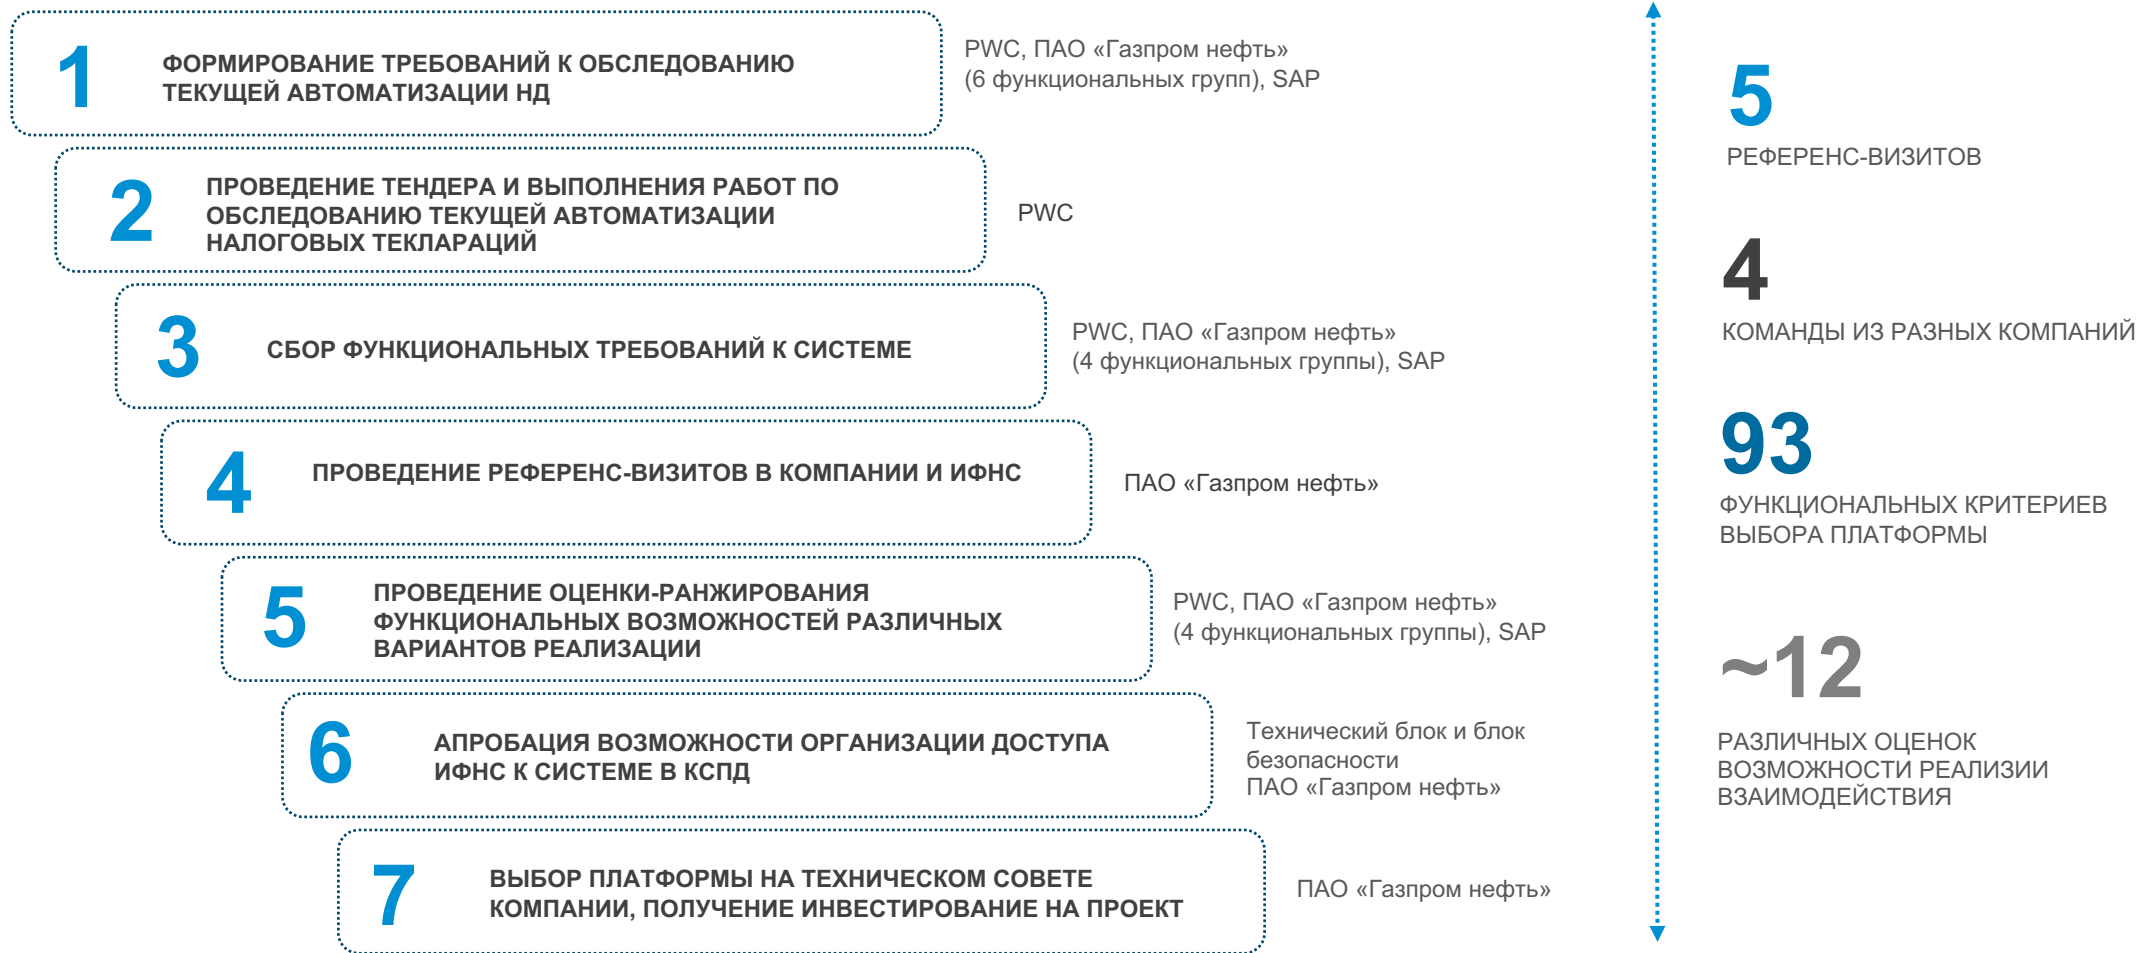 1
ФОРМИРОВАНИЕ ТРЕБОВАНИЙ К ОБСЛЕДОВАНИЮ
ТЕКУЩЕЙ АВТОМАТИЗАЦИИ НД
PWC, ПАО «Газпром нефть»
(6 функциональных групп), SAP
2
ПРОВЕДЕНИЕ ТЕНДЕРА И ВЫПОЛНЕНИЯ РАБОТ ПО
ОБСЛЕДОВАНИЮ ТЕКУЩЕЙ АВТОМАТИЗАЦИИ
НАЛОГОВЫХ ТЕКЛАРАЦИЙ
PWC
3
СБОР ФУНКЦИОНАЛЬНЫХ ТРЕБОВАНИЙ К СИСТЕМЕ
PWC, ПАО «Газпром нефть»
(4 функциональных группы), SAP
4
ПРОВЕДЕНИЕ РЕФЕРЕНС-ВИЗИТОВ В КОМПАНИИ И ИФНС
ПАО «Газпром нефть»
5
ПРОВЕДЕНИЕ ОЦЕНКИ-РАНЖИРОВАНИЯ
ФУНКЦИОНАЛЬНЫХ ВОЗМОЖНОСТЕЙ РАЗЛИЧНЫХ
ВАРИАНТОВ РЕАЛИЗАЦИИ
PWC, ПАО «Газпром нефть»
(4 функциональных группы), SAP
6
АПРОБАЦИЯ ВОЗМОЖНОСТИ ОРГАНИЗАЦИИ ДОСТУПА
ИФНС К СИСТЕМЕ В КСПД
Технический блок и блок
безопасности
ПАО «Газпром нефть»
7
ВЫБОР ПЛАТФОРМЫ НА ТЕХНИЧЕСКОМ СОВЕТЕ
КОМПАНИИ, ПОЛУЧЕНИЕ ИНВЕСТИРОВАНИЕ НА ПРОЕКТ
ПАО «Газпром нефть»
5
РЕФЕРЕНС-ВИЗИТОВ
4
КОМАНДЫ ИЗ РАЗНЫХ КОМПАНИЙ
93
ФУНКЦИОНАЛЬНЫХ КРИТЕРИЕВ
ВЫБОРА ПЛАТФОРМЫ
~12
РАЗЛИЧНЫХ ОЦЕНОК
ВОЗМОЖНОСТИ РЕАЛИЗИИ
ВЗАИМОДЕЙСТВИЯ